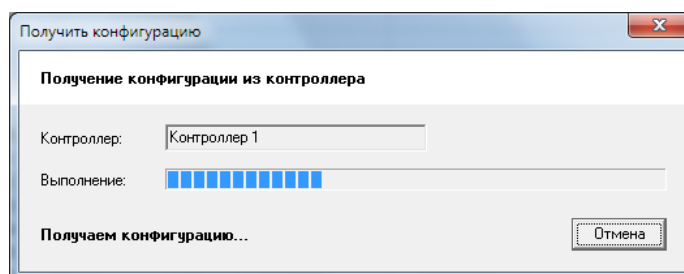 Получить конфигурацию
Получение конфигурации из контроллера
Контроллер: Контроллер 1
Выполнение:
Получаем конфигурацию...
Отмена